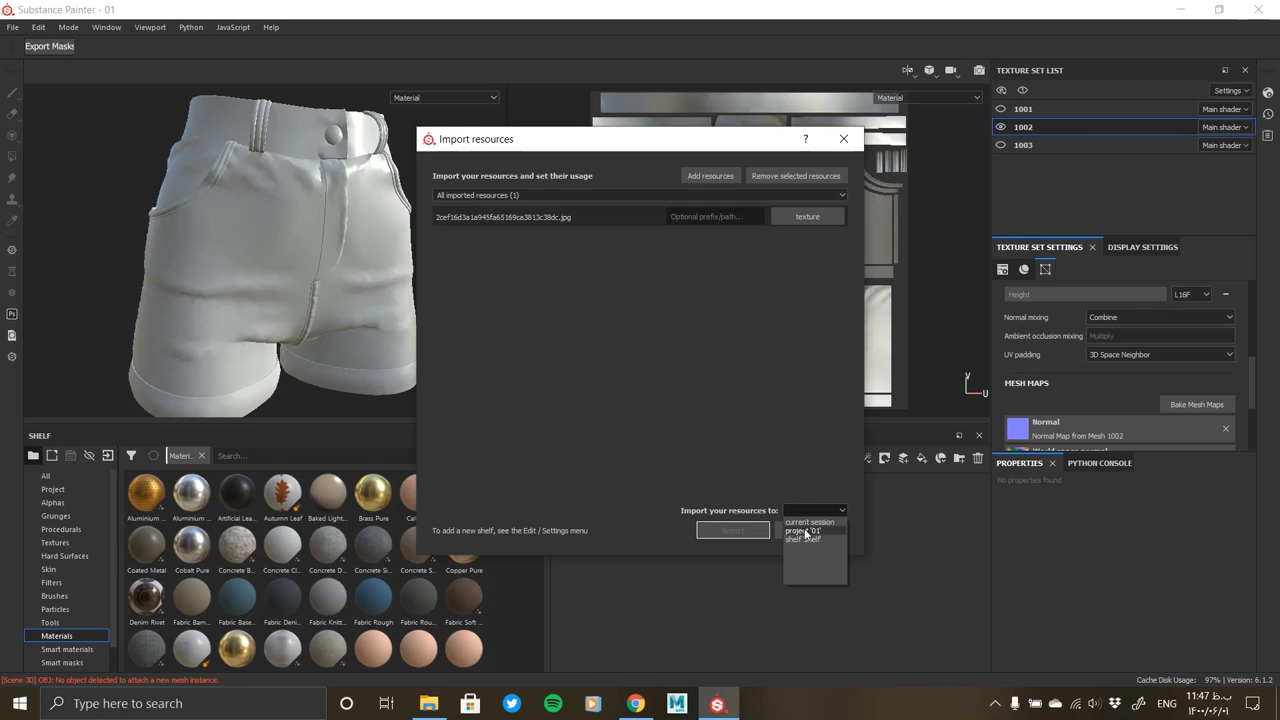 Substance Painter - 01
File Edit Mode Window Viewport Python JavaScript Help
Export Masks
Material
Material
TEXTURE SET LIST
Settings
1001 Main shader
1002 Main shader
1003 Main shader
Import resources
?
Import your resources and set their usage
Add resources
Remove selected resources
All imported resources (1)
2cef16d3a1a945fa65169ca3813c38dc.jpg
Optional prefix/path...
texture
Import your resources to:
current session
project '01'
shelf 'shelf'
To add a new shelf, see the Edit / Settings menu
Import
V
U
TEXTURE SET SETTINGS
DISPLAY SETTINGS
Height L16F
Normal mixing Combine
Ambient occlusion mixing Multiply
UV padding 3D Space Neighbor
MESH MAPS
Bake Mesh Maps
Normal
Normal Map from Mesh 1002
PROPERTIES
PYTHON CONSOLE
No properties found
SHELF
Materi...
Search...
All
Project
Alphas
Grunges
Procedurals
Textures
Hard Surfaces
Skin
Filters
Brushes
Particles
Tools
Materials
Smart materials
Smart masks
Aluminium ... Aluminium ... Artificial Lea... Autumn Leaf Baked Light... Brass Pure
Coated Metal Cobalt Pure Concrete B... Concrete C... Concrete D... Concrete S... Concrete Si... Copper Pure
Denim Rivet Fabric Bam... Fabric Base... Fabric Deni... Fabric Knitt... Fabric Rough Fabric Rou... Fabric Soft ...
[Scene 3D] OBJ: No object detected to attach a new mesh instance.
Cache Disk Usage: 97% | Version: 6.1.2
Ps
Type here to search
M
ENG
11:47 ب.ظ
۱۴۰۰/۰۶/۰۱